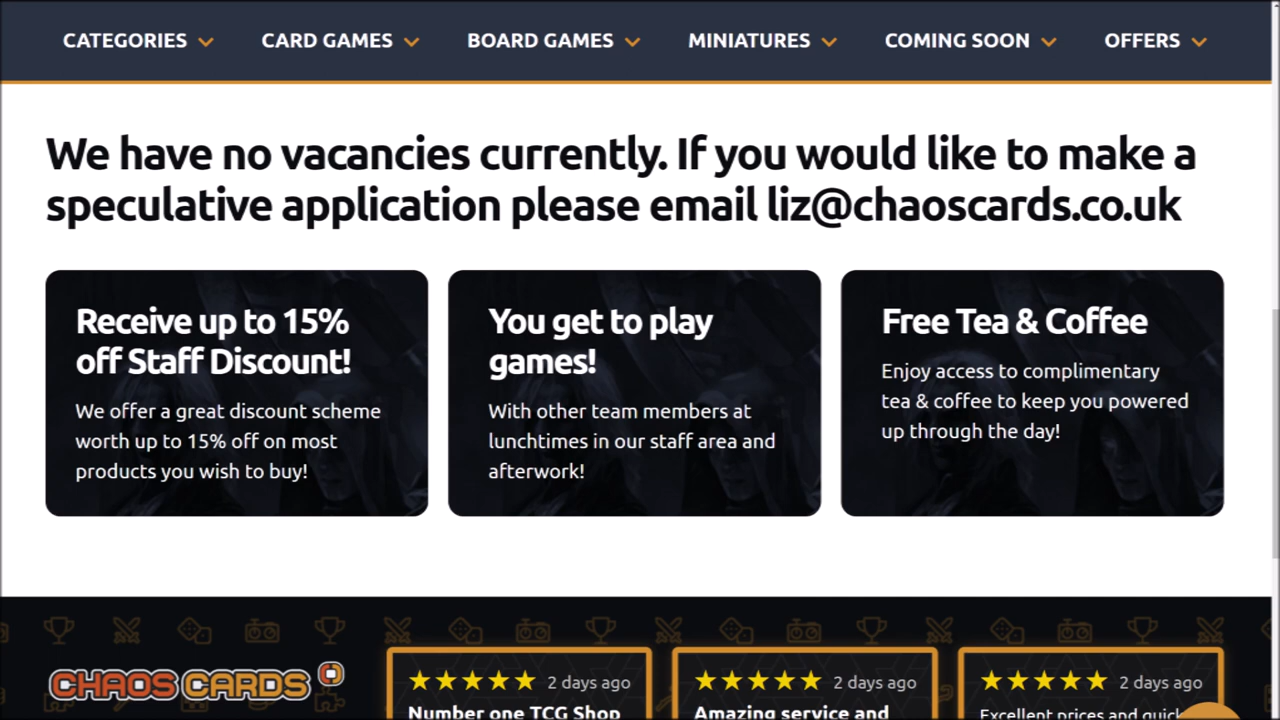 CATEGORIES CARD GAMES BOARD GAMES MINIATURES COMING SOON OFFERS
We have no vacancies currently. If you would like to make a
speculative application please email liz@chaoscards.co.uk
Receive up to 15%
off Staff Discount!
We offer a great discount scheme
worth up to 15% off on most
products you wish to buy!
You get to play
games!
With other team members at
lunchtimes in our staff area and
afterwork!
Free Tea & Coffee
Enjoy access to complimentary
tea & coffee to keep you powered
up through the day!
CHAOS CARDS
2 days ago
Number one TCG Shop
2 days ago
Amazing service and
2 days ago
Excellent prices and quick